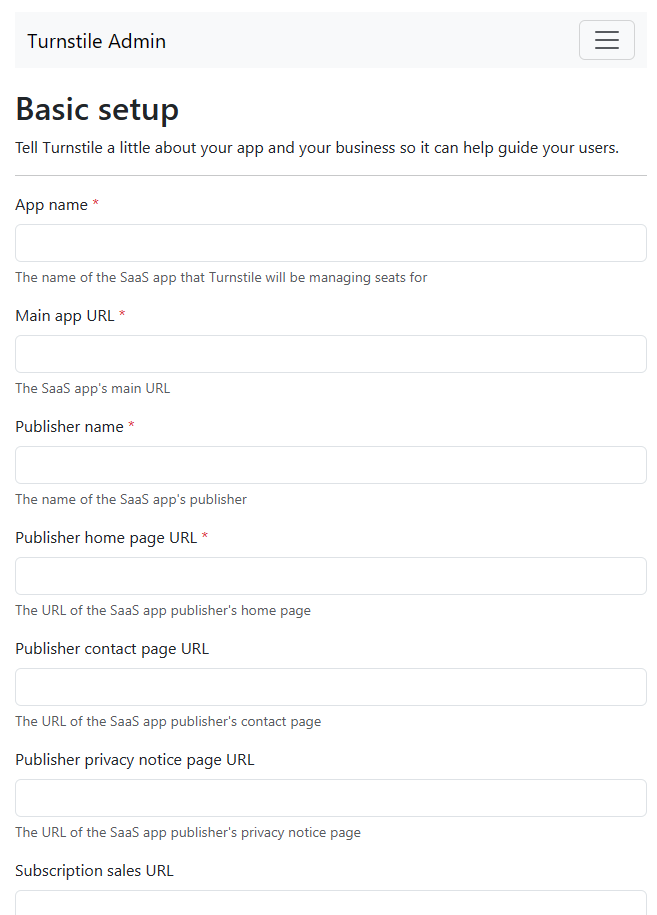 Turnstile Admin
Basic setup
Tell Turnstile a little about your app and your business so it can help guide your users.
App name *
The name of the SaaS app that Turnstile will be managing seats for
Main app URL *
The SaaS app's main URL
Publisher name *
The name of the SaaS app's publisher
Publisher home page URL *
The URL of the SaaS app publisher's home page
Publisher contact page URL
The URL of the SaaS app publisher's contact page
Publisher privacy notice page URL
The URL of the SaaS app publisher's privacy notice page
Subscription sales URL